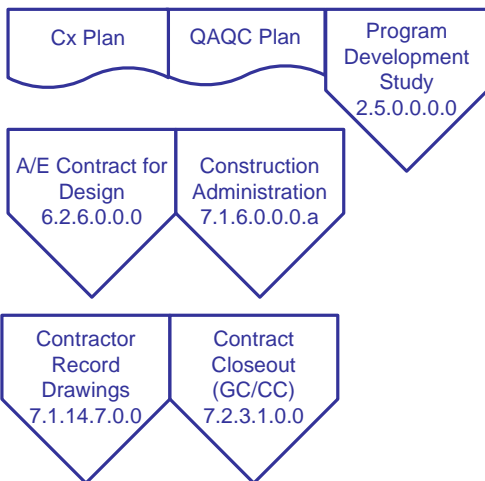 Cx Plan
QAQC Plan
Program
Development
Study
2.5.0.0.0.0
A/E Contract for
Design
6.2.6.0.0.0
Construction
Administration
7.1.6.0.0.0.a
Contractor
Record
Drawings
7.1.14.7.0.0
Contract
Closeout
(GC/CC)
7.2.3.1.0.0